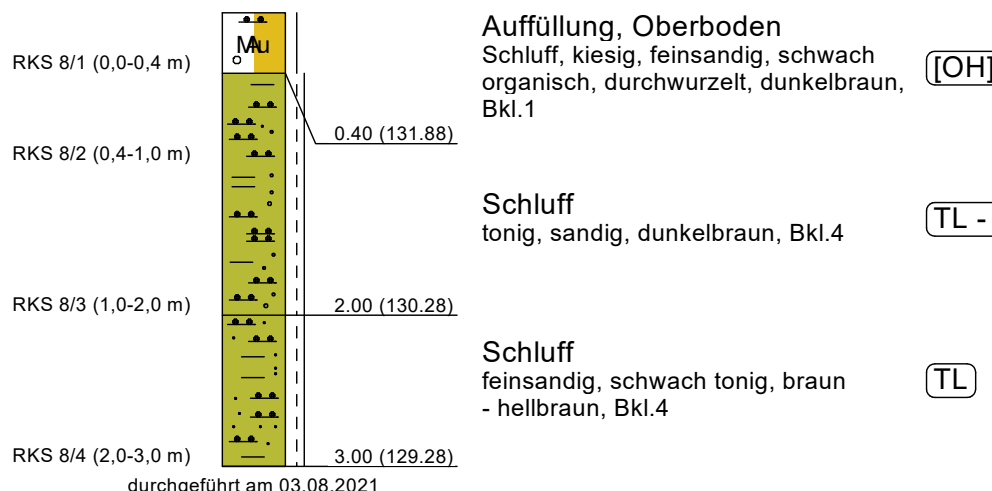 Auffüllung, Oberboden
Schluff, kiesig, feinsandig, schwach
organisch, durchwurzelt, dunkelbraun,
Bkl.1
[OH]
RKS 8/1 (0,0-0,4 m)
Mu
Au
0.40 (131.88)
RKS 8/2 (0,4-1,0 m)
Schluff
tonig, sandig, dunkelbraun, Bkl.4
TL -
RKS 8/3 (1,0-2,0 m)
2.00 (130.28)
Schluff
feinsandig, schwach tonig, braun
- hellbraun, Bkl.4
TL
RKS 8/4 (2,0-3,0 m)
3.00 (129.28)
durchgeführt am 03.08.2021